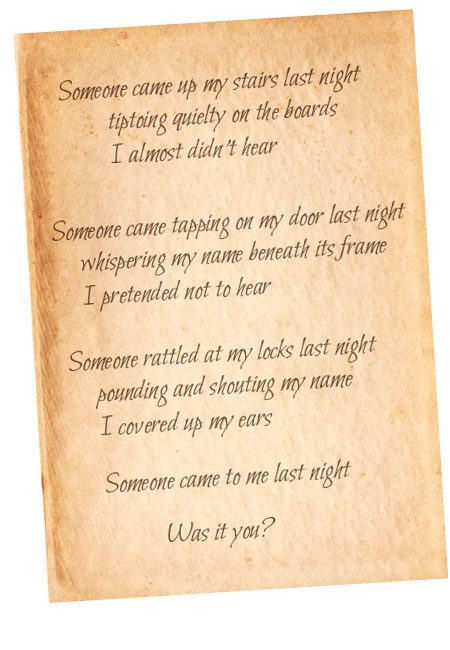 Someone came up my stairs last night
tiptoing quielty on the boards
I almost didn't hear
Someone came tapping on my door last night
whispering my name beneath its frame
I pretended not to hear
Someone rattled at my locks last night
pounding and shouting my name
I covered up my ears
Someone came to me last night
Was it you?